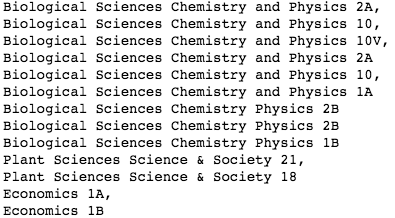 Biological Sciences Chemistry and Physics 2A,
Biological Sciences Chemistry and Physics 10,
Biological Sciences Chemistry and Physics 10V,
Biological Sciences Chemistry and Physics 2A
Biological Sciences Chemistry and Physics 10,
Biological Sciences Chemistry and Physics 1A
Biological Sciences Chemistry Physics 2B
Biological Sciences Chemistry Physics 2B
Biological Sciences Chemistry Physics 1B
Plant Sciences Science & Society 21,
Plant Sciences Science & Society 18
Economics 1A,
Economics 1B